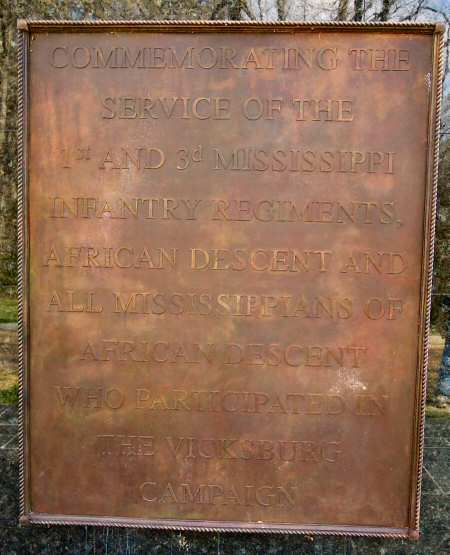 COMMEMORATING THE
SERVICE OF THE
1st AND 3d MISSISSIPPI
INFANTRY REGIMENTS,
AFRICAN DESCENT AND
ALL MISSISSIPPIANS OF
AFRICAN DESCENT
WHO PARTICIPATED IN
THE VICKSBURG
CAMPAIGN